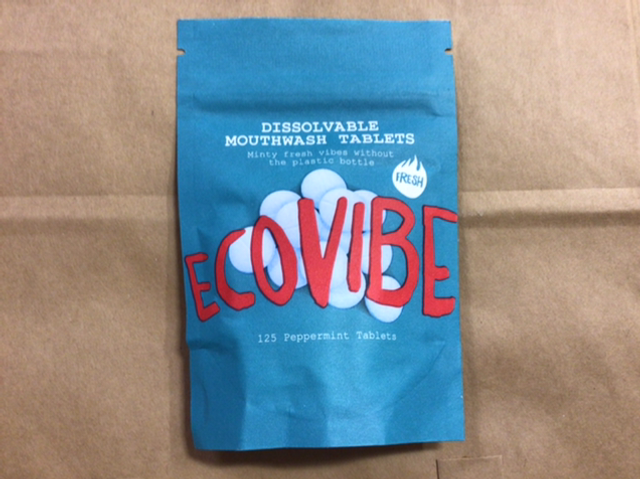 DISSOLVABLE
MOUTHWASH TABLETS
Minty fresh vibes without
the plastic bottle
FRESH
ECOVIBE
125 Peppermint Tablets